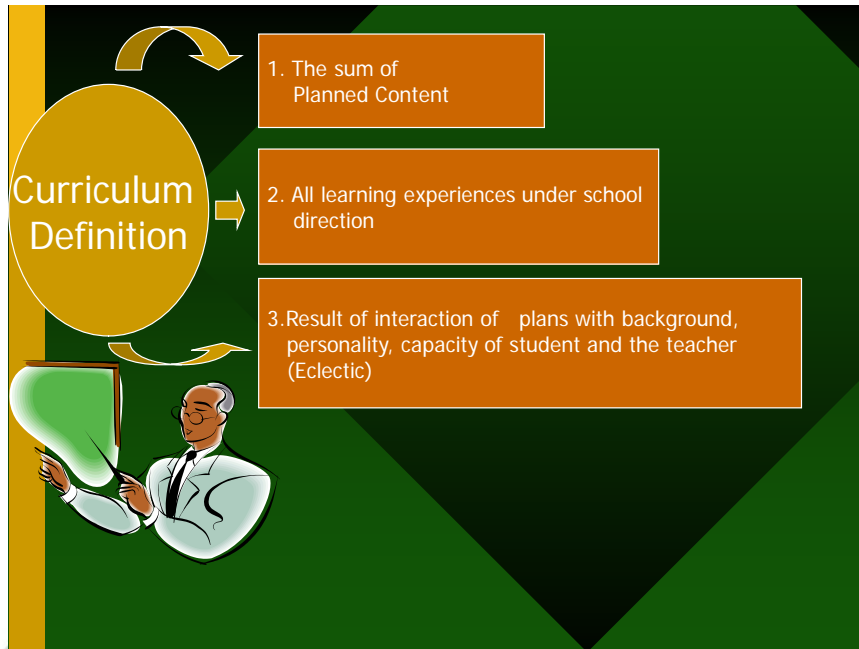 Curriculum
Definition
1. The sum of
Planned Content
2. All learning experiences under school
direction
3.Result of interaction of   plans with background,
personality, capacity of student and the teacher
(Eclectic)